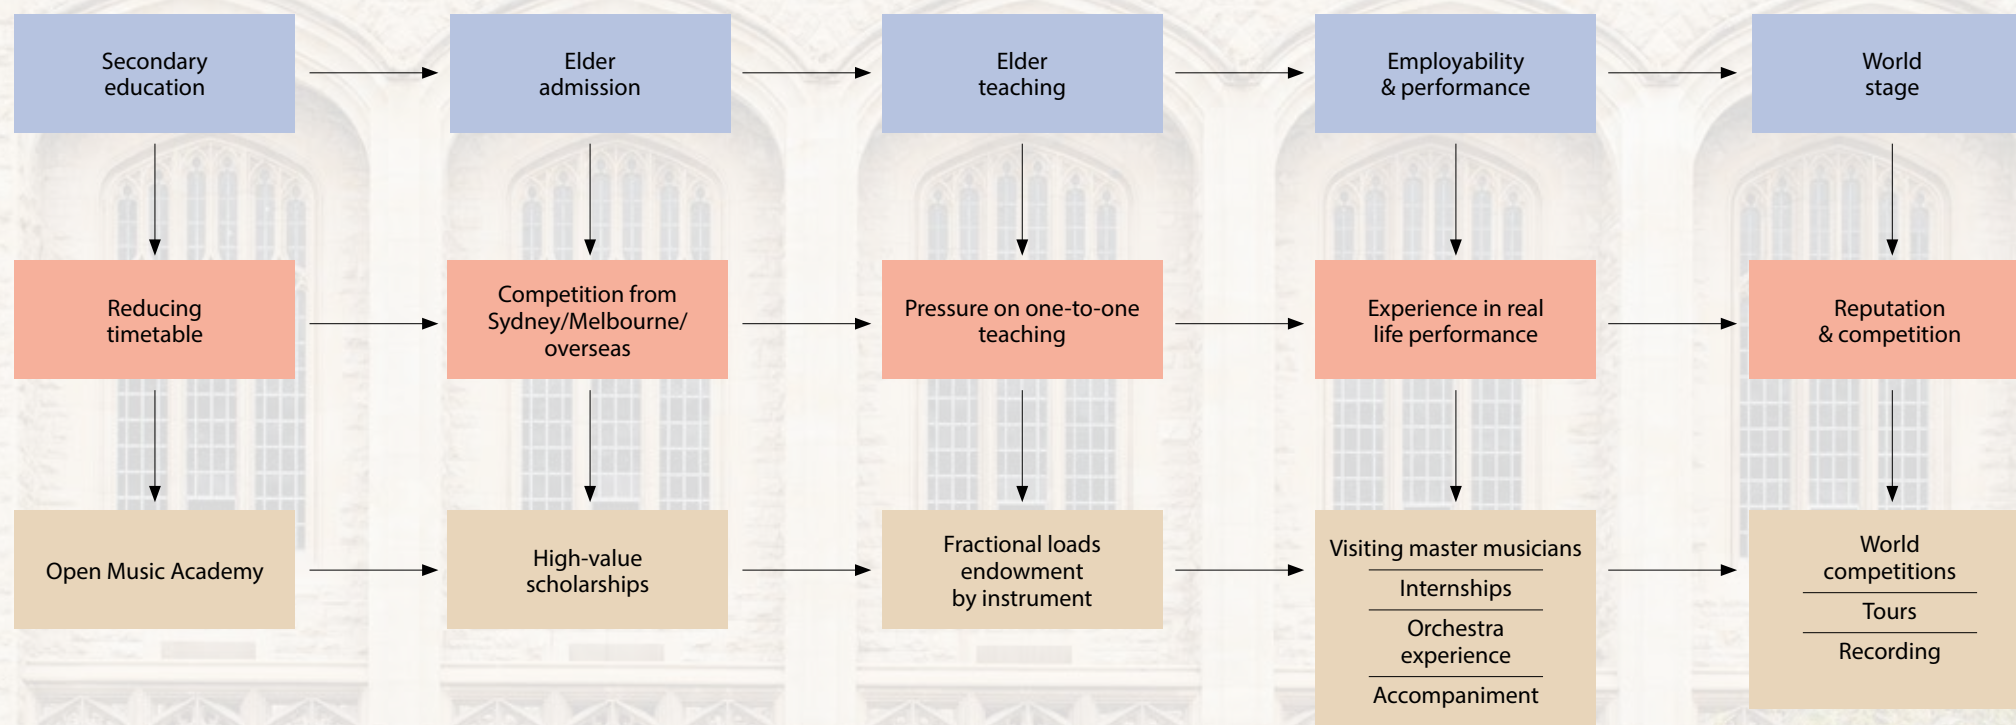 Secondary
education
Elder
admission
Elder
teaching
Employability
& performance
World
stage
Reducing
timetable
Competition from
Sydney/Melbourne/
overseas
Pressure on one-to-one
teaching
Experience in real
life performance
Reputation
& competition
Open Music Academy
High-value
scholarships
Fractional loads
endowment
by instrument
Visiting master musicians
Internships
Orchestra
experience
Accompaniment
World
competitions
Tours
Recording